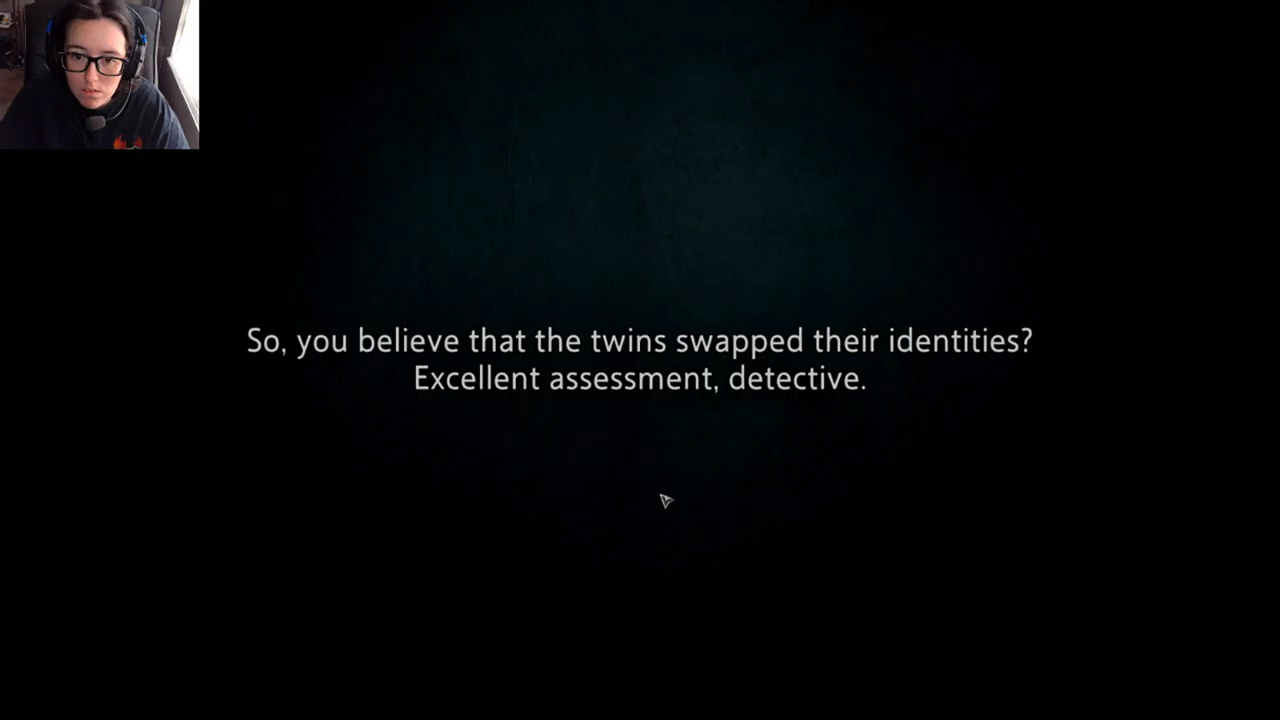 So, you believe that the twins swapped their identities?
Excellent assessment, detective.